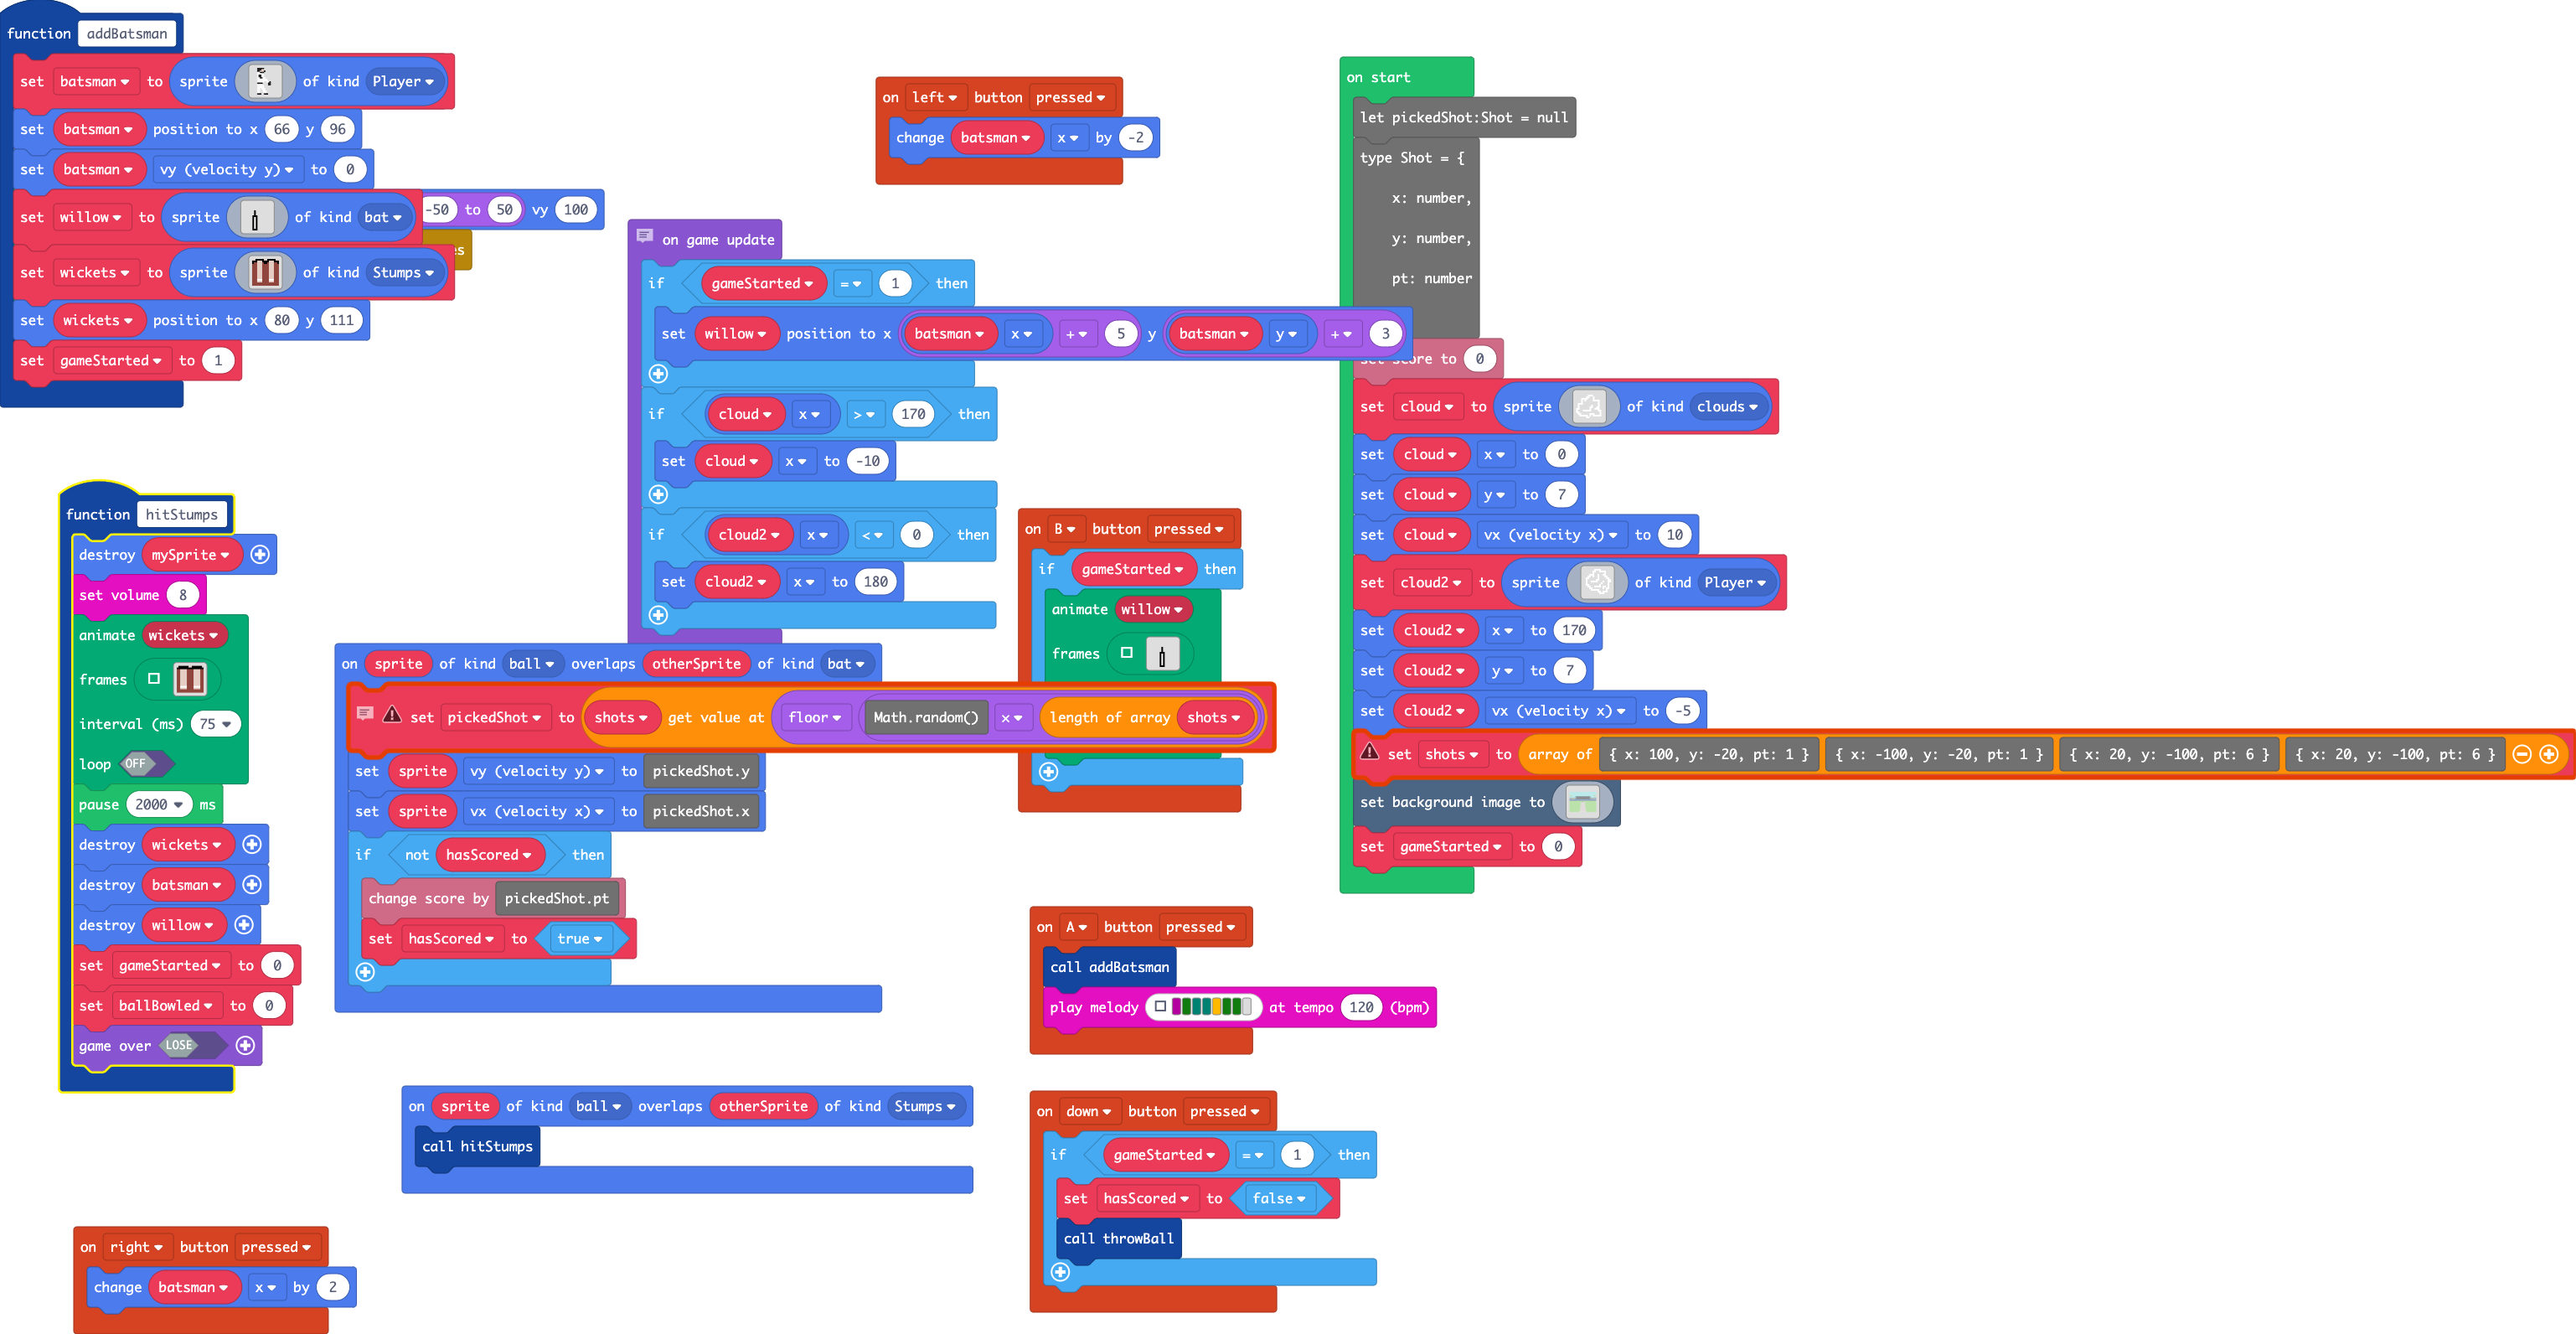 function addBatsman
set batsman to sprite of kind Player
set batsman position to x 66 y 96
set batsman vy (velocity y) to 0
set willow to sprite of kind bat
-50 to 50 vy 100
set wickets to sprite of kind Stumps
set wickets position to x 80 y 111
set gameStarted to 1
on left button pressed
change batsman x by -2
on game update
if gameStarted = 1 then
set willow position to x batsman x + 5 y batsman y + 3
if cloud x > 170 then
set cloud x to -10
if cloud2 x < 0 then
set cloud2 x to 180
on start
let pickedShot:Shot = null
type Shot = {
x: number,
y: number,
pt: number
set score to 0
set cloud to sprite of kind clouds
set cloud x to 0
set cloud y to 7
set cloud vx (velocity x) to 10
set cloud2 to sprite of kind Player
set cloud2 x to 170
set cloud2 y to 7
set cloud2 vx (velocity x) to -5
set shots to array of { x: 100, y: -20, pt: 1 } { x: -100, y: -20, pt: 1 } { x: 20, y: -100, pt: 6 } { x: 20, y: -100, pt: 6 }
set background image to
set gameStarted to 0
function hitStumps
destroy mySprite
set volume 8
animate wickets
frames
interval (ms) 75
loop OFF
pause 2000 ms
destroy wickets
destroy batsman
destroy willow
set gameStarted to 0
set ballBowled to 0
game over LOSE
on B button pressed
if gameStarted then
animate willow
frames
on sprite of kind ball overlaps otherSprite of kind bat
set pickedShot to shots get value at floor Math.random() x length of array shots
set sprite vy (velocity y) to pickedShot.y
set sprite vx (velocity x) to pickedShot.x
if not hasScored then
change score by pickedShot.pt
set hasScored to true
on A button pressed
call addBatsman
play melody at tempo 120 (bpm)
on sprite of kind ball overlaps otherSprite of kind Stumps
call hitStumps
on down button pressed
if gameStarted = 1 then
set hasScored to false
call throwBall
on right button pressed
change batsman x by 2